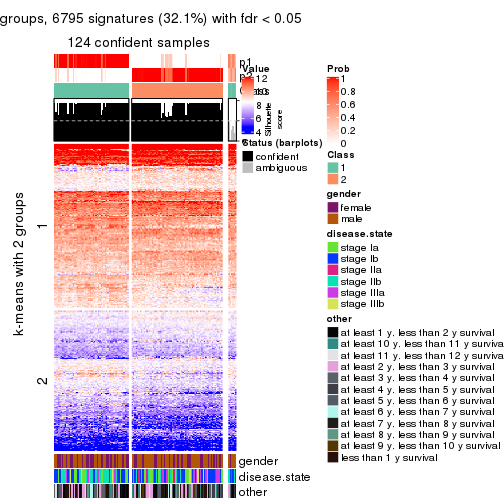 groups, 6795 signatures (32.1%) with fdr < 0.05
124 confident samples
p1
p2
Class
Silhouette
score
k-means with 2 groups
1
2
gender
disease.state
other
Value
12
10
8
6
4
Status (barplots)
confident
ambiguous
Prob
1
0.8
0.6
0.4
0.2
0
Class
1
2
gender
female
male
disease.state
stage Ia
stage Ib
stage IIa
stage IIb
stage IIIa
stage IIIb
other
at least 1 y. less than 2 y survival
at least 10 y. less than 11 y surviva
at least 11 y. less than 12 y surviva
at least 2 y. less than 3 y survival
at least 3 y. less than 4 y survival
at least 4 y. less than 5 y survival
at least 5 y. less than 6 y survival
at least 6 y. less than 7 y survival
at least 7 y. less than 8 y survival
at least 8 y. less than 9 y survival
at least 9 y. less than 10 y survival
less than 1 y survival